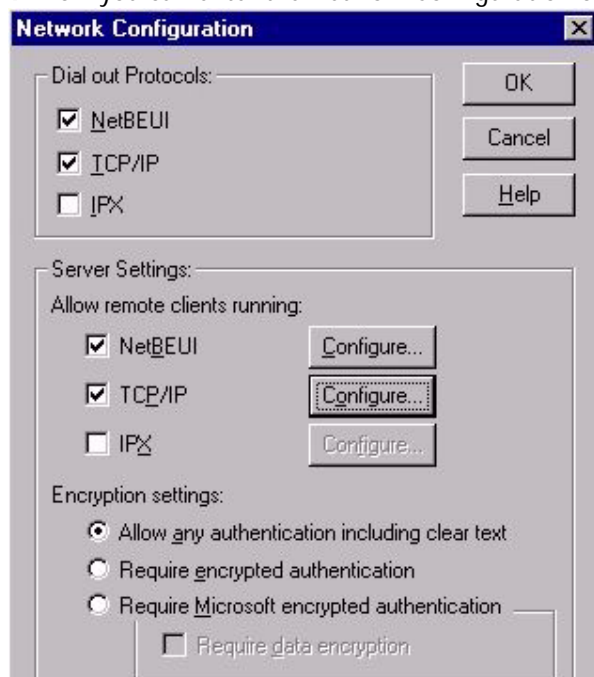 Network Configuration
Dial out Protocols:
NetBEUI
TCP/IP
IPX
OK
Cancel
Help
Server Settings:
Allow remote clients running:
NetBEUI Configure...
TCP/IP Configure...
IPX Configure...
Encryption settings:
Allow any authentication including clear text
Require encrypted authentication
Require Microsoft encrypted authentication
Require data encryption